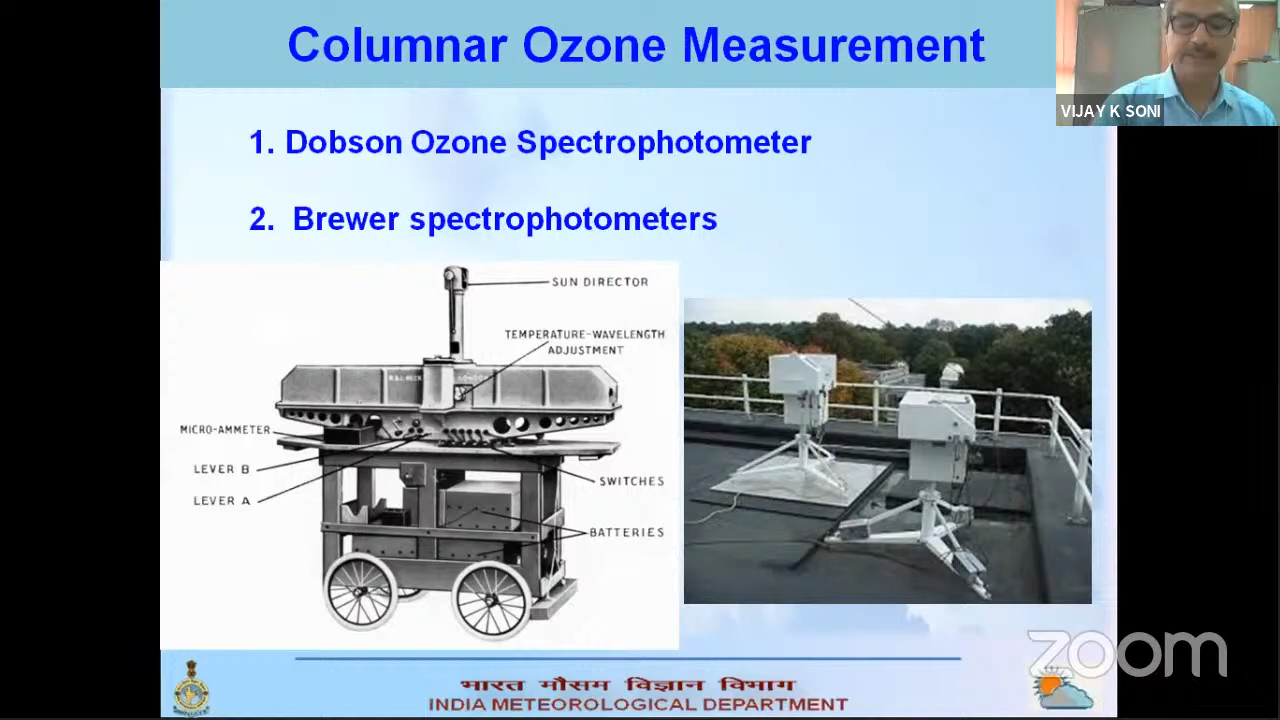 Columnar Ozone Measurement
VIJAY K SONI
1. Dobson Ozone Spectrophotometer
2. Brewer spectrophotometers
SUN DIRECTOR
TEMPERATURE-WAVELENGTH
ADJUSTMENT
MICRO-AMMETER
LEVER B
LEVER A
SWITCHES
BATTERIES
zoom
भारत मौसम विज्ञान विभाग
INDIA METEOROLOGICAL DEPARTMENT